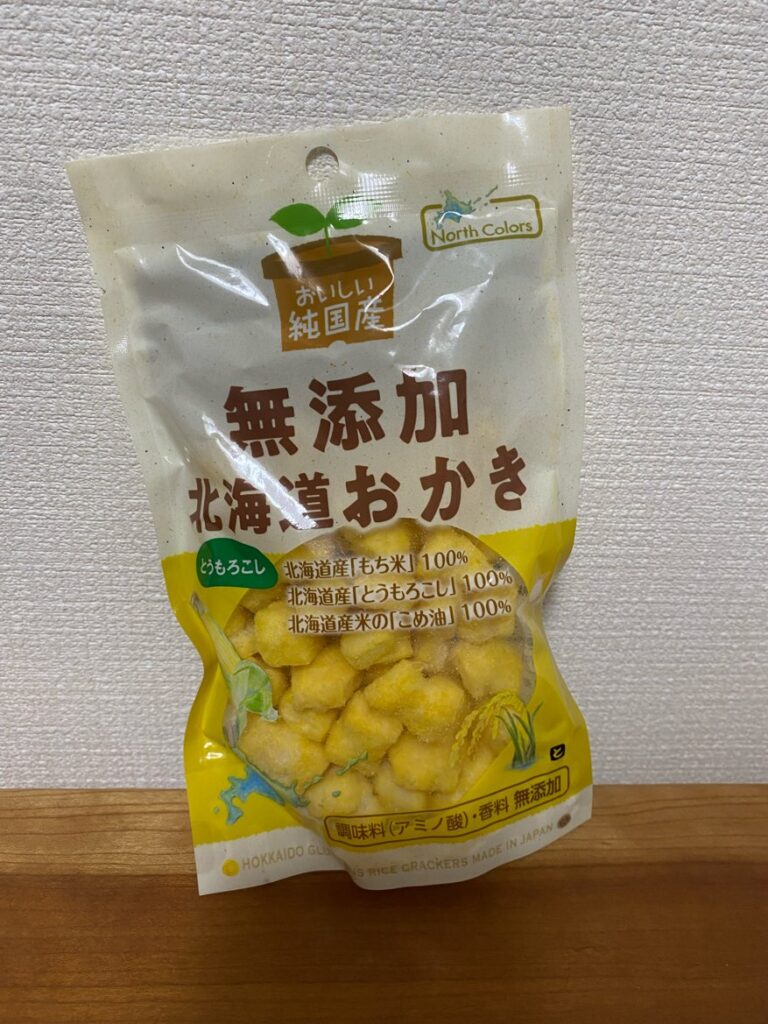 North Colors
おいしい
純国産
無添加
北海道おかき
とうもろこし
北海道産「もち米」100%
北海道産「とうもろこし」100%
北海道産米の「こめ油」100%
と
調味料(アミノ酸)・香料 無添加
HOKKAIDO RICE CRACKERS MADE IN JAPAN